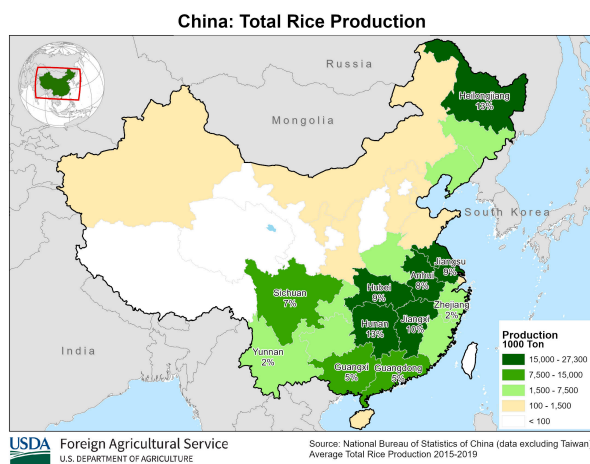 China: Total Rice Production
Russia
Heilongjiang
13%
Mongolia
South Korea
Jiangsu
9%
Anhui
8%
Sichuan
7%
Hubei
9%
Zhejiang
2%
Hunan
13%
Jiangxi
10%
India
Yunnan
2%
Guangxi
5%
Guangdong
5%
Production
1000 Ton
15,000 - 27,300
7,500 - 15,000
1,500 - 7,500
100 - 1,500
< 100
USDA Foreign Agricultural Service
U.S. DEPARTMENT OF AGRICULTURE
Source: National Bureau of Statistics of China (data excluding Taiwan)
Average Total Rice Production 2015-2019